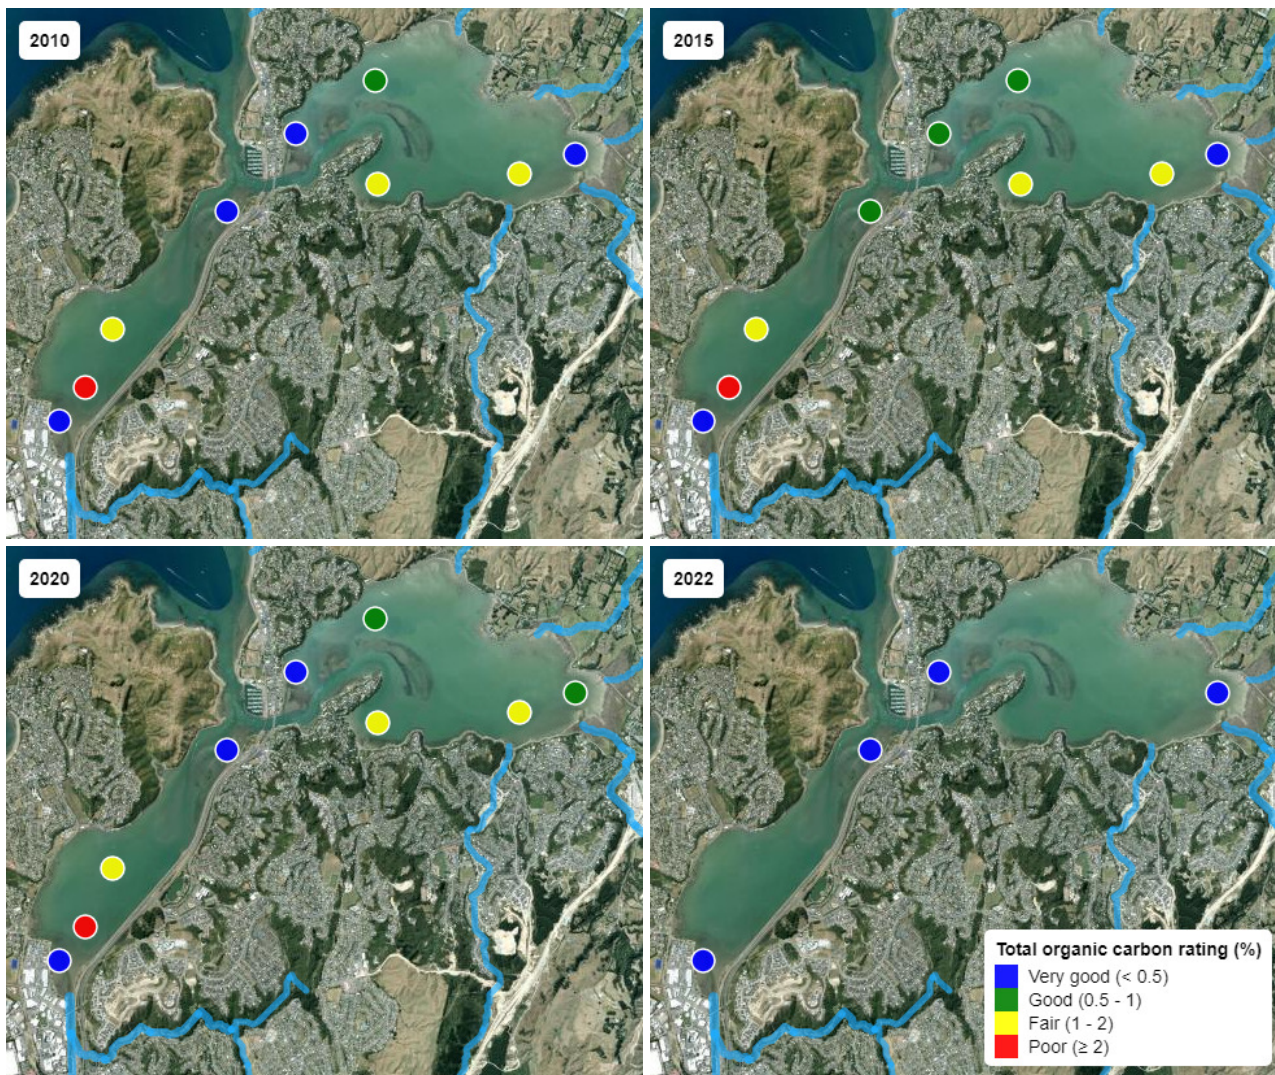 2010
2015
2020
2022
Total organic carbon rating (%)
Very good (< 0.5)
Good (0.5 - 1)
Fair (1 - 2)
Poor (≥ 2)